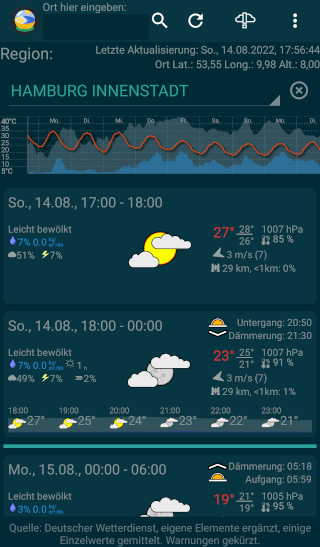 Ort hier eingeben:
Region:
Letzte Aktualisierung: So., 14.08.2022, 17:56:44
Ort Lat.: 53,55 Long.: 9,98 Alt.: 8,00
HAMBURG INNENSTADT
40°C
35
30
25
20
15
10
5°C
Mo. Di. Mi. Do. Fr. Sa. So. Mo. Di. Mi.
So., 14.08., 17:00 - 18:00
Leicht bewölkt
7% 0.0 kg/m²
51% 7%
27° 28° 26° 1007 hPa 85 %
3 m/s (7)
29 km, <1km: 0%
So., 14.08., 18:00 - 00:00
Untergang: 20:50
Dämmerung: 21:30
Leicht bewölkt
7% 0.0 1h
49% 7% 2%
23° 25° 21° 1007 hPa 91 %
3 m/s (7)
29 km, <1km: 1%
18:00 19:00 20:00 21:00 22:00 23:00
27° 25° 24° 23° 22° 21°
Mo., 15.08., 00:00 - 06:00
Dämmerung: 05:18
Aufgang: 05:59
Leicht bewölkt
3% 0.0
19° 21° 19° 1007 hPa 95 %
Quelle: Deutscher Wetterdienst, eigene Elemente ergänzt, einige
Einzelwerte gemittelt. Warnungen gekürzt.